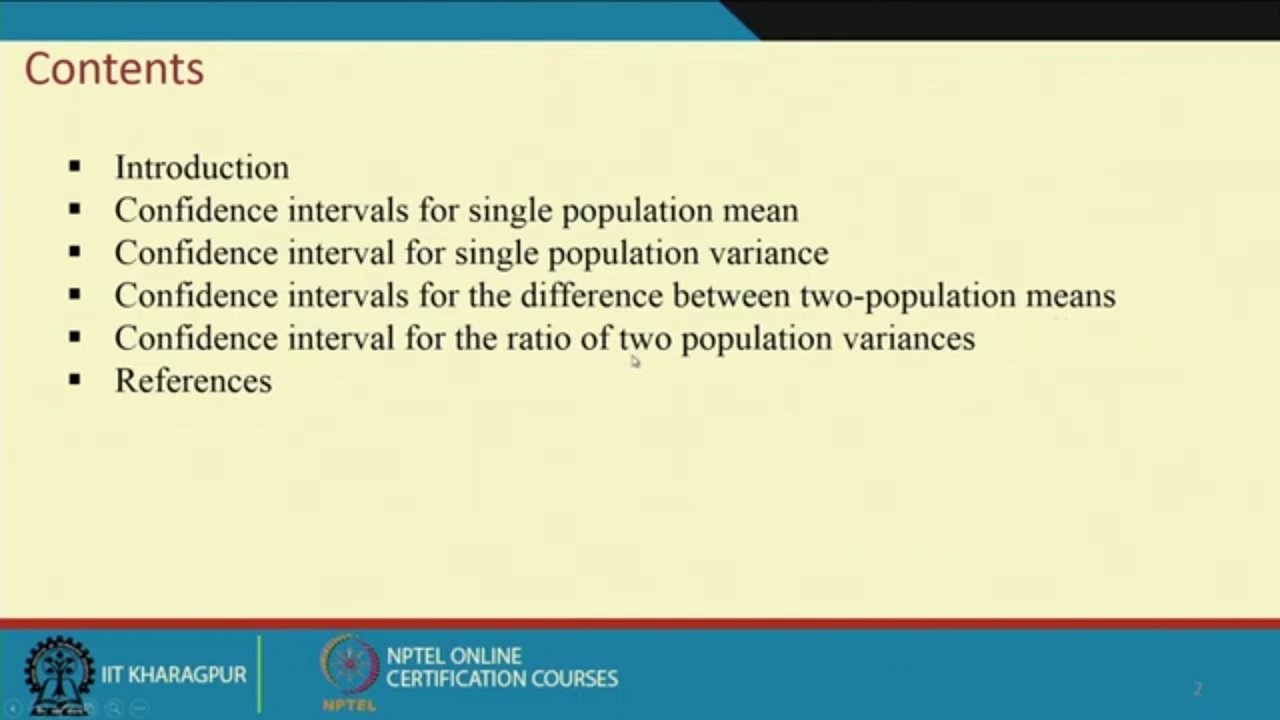 Contents
▪ Introduction
▪ Confidence intervals for single population mean
▪ Confidence interval for single population variance
▪ Confidence intervals for the difference between two-population means
▪ Confidence interval for the ratio of two population variances
▪ References
IIT KHARAGPUR
NPTEL
NPTEL ONLINE
CERTIFICATION COURSES
2